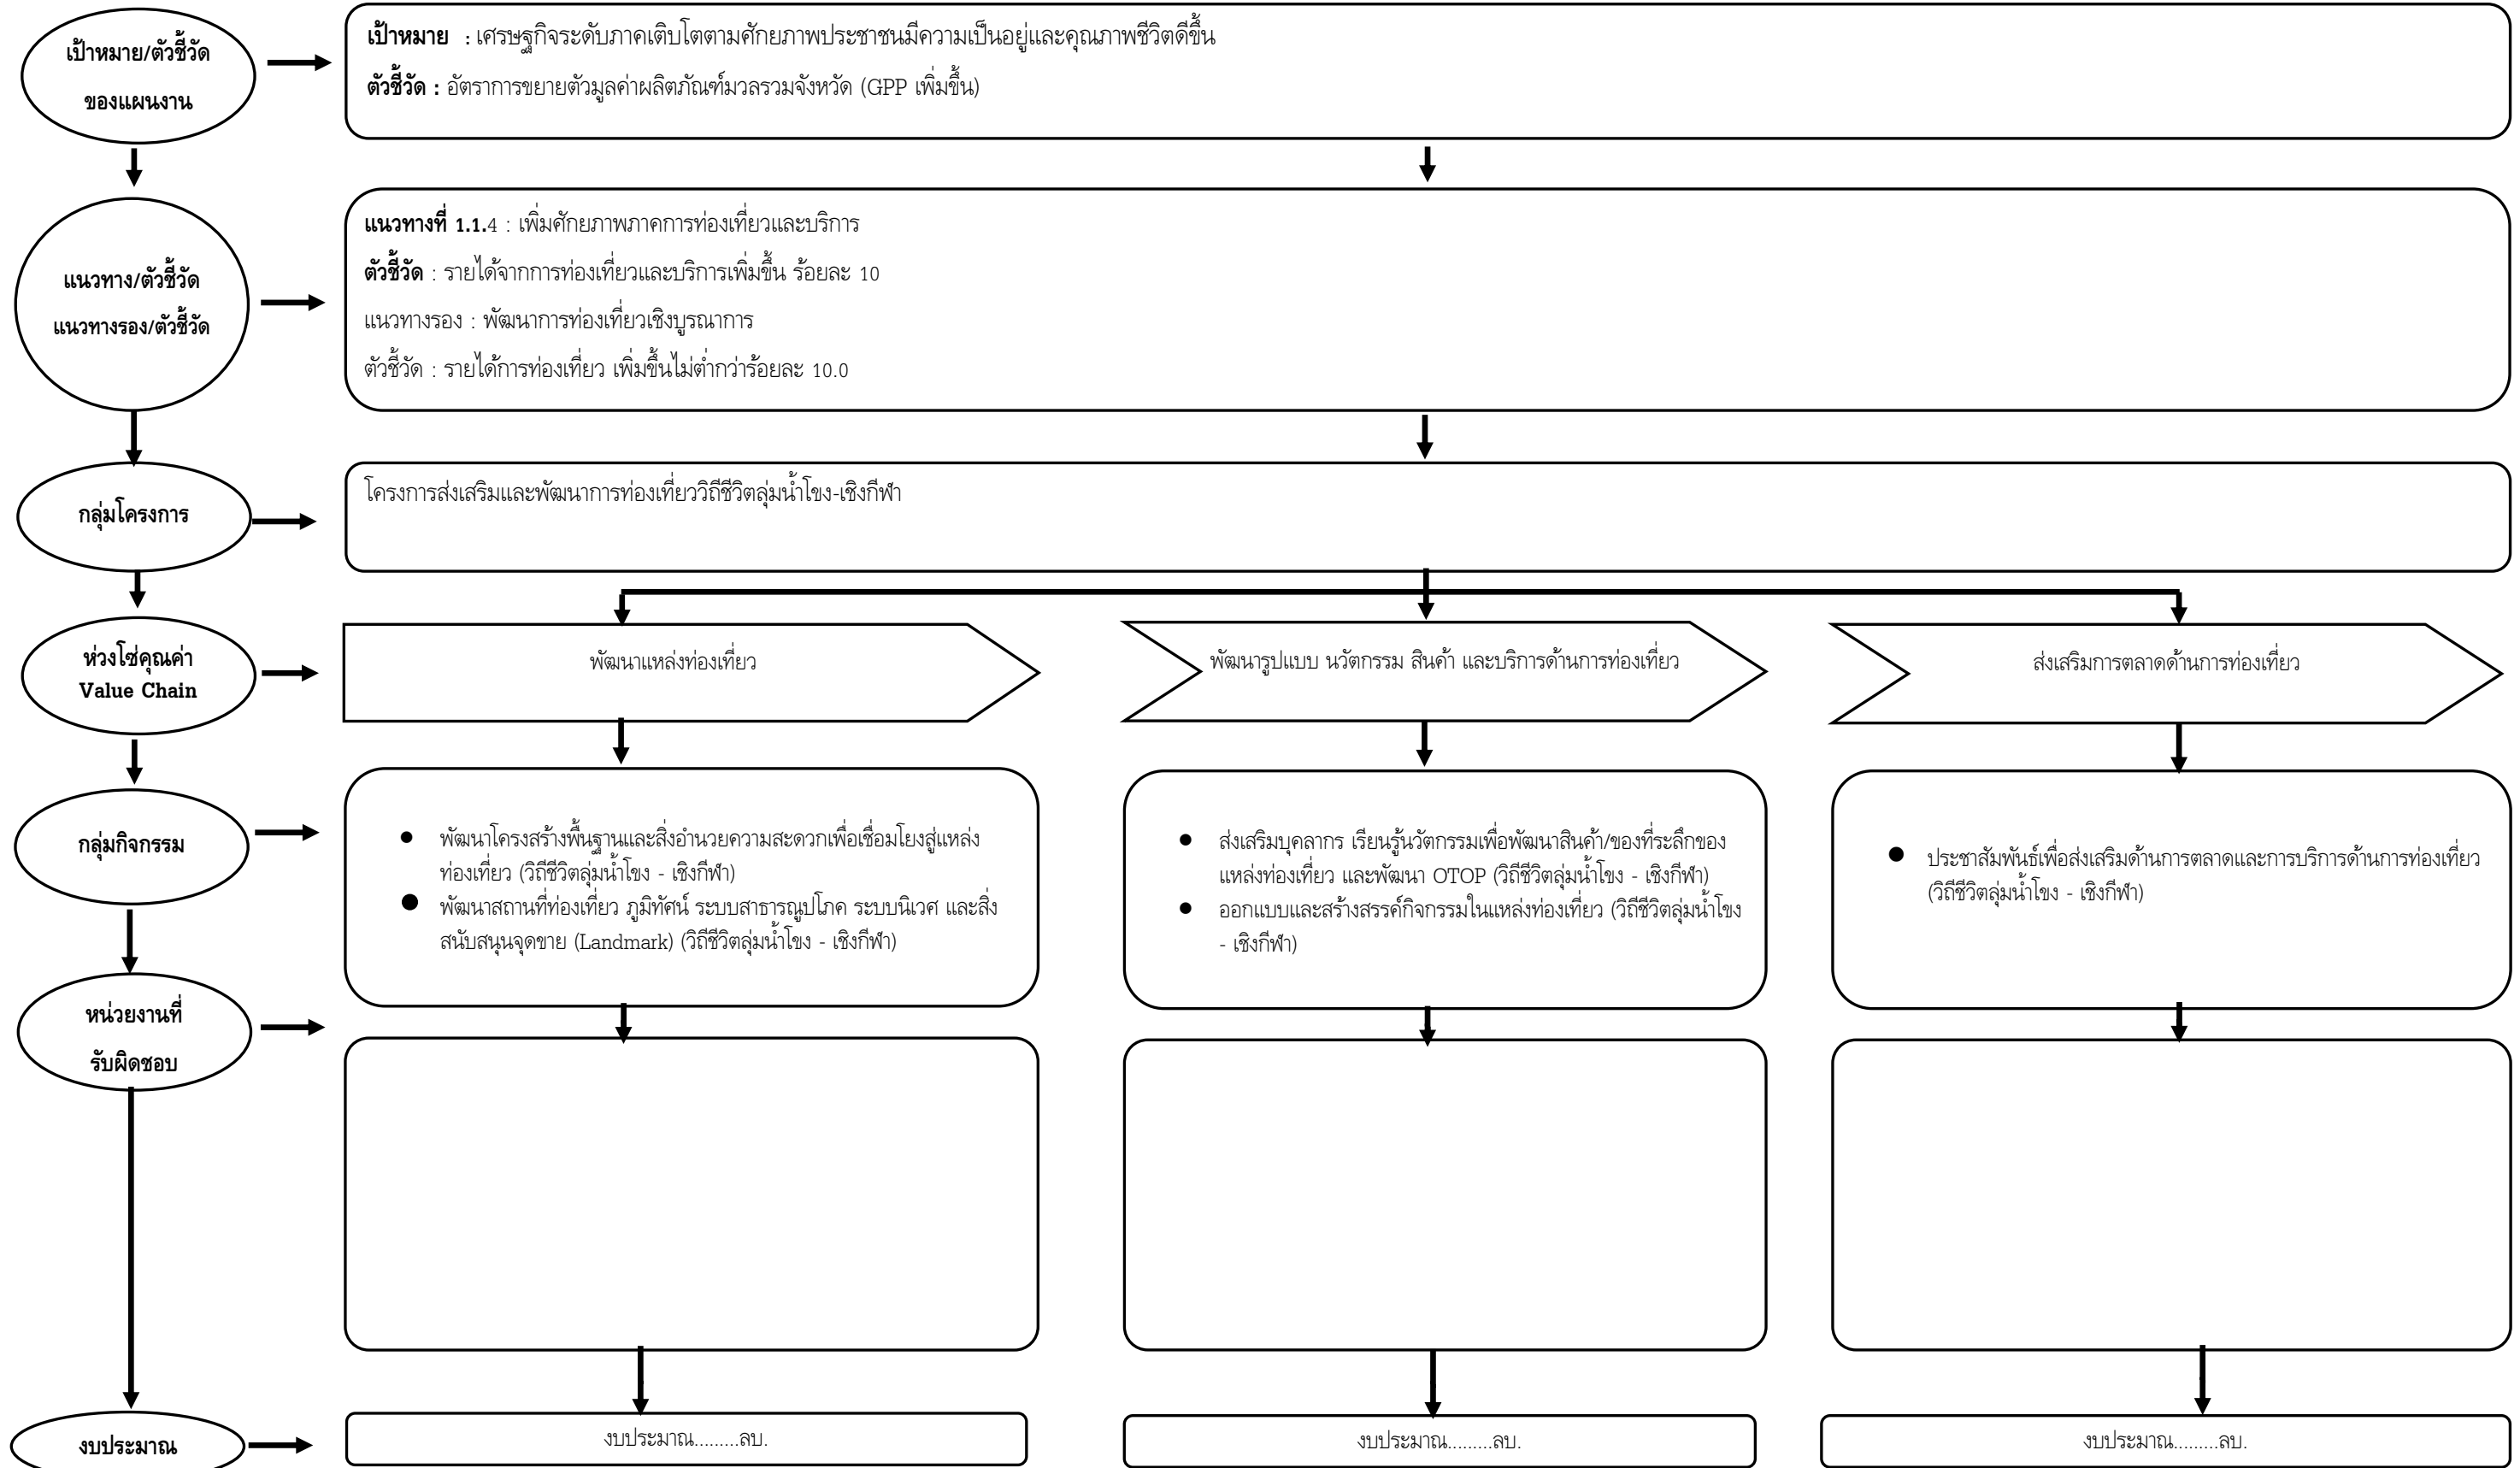 เป้าหมาย/ตัวชี้วัด
ของแผนงาน
เป้าหมาย : เศรษฐกิจระดับภาคเติบโตตามศักยภาพประชาชนมีความเป็นอยู่และคุณภาพชีวิตดีขึ้น
ตัวชี้วัด : อัตราการขยายตัวมูลค่าผลิตภัณฑ์มวลรวมจังหวัด (GPP เพิ่มขึ้น)
แนวทาง/ตัวชี้วัด
แนวทางรอง/ตัวชี้วัด
แนวทางที่ 1.1.4 : เพิ่มศักยภาพภาคการท่องเที่ยวและบริการ
ตัวชี้วัด : รายได้จากการท่องเที่ยวและบริการเพิ่มขึ้น ร้อยละ 10
แนวทางรอง : พัฒนาการท่องเที่ยวเชิงบูรณาการ
ตัวชี้วัด : รายได้การท่องเที่ยว เพิ่มขึ้นไม่ต่ำกว่าร้อยละ 10.0
กลุ่มโครงการ
โครงการส่งเสริมและพัฒนาการท่องเที่ยววิถีชีวิตลุ่มน้ำโขง-เชิงกีฬา
ห่วงโซ่คุณค่า
Value Chain
พัฒนาแหล่งท่องเที่ยว
พัฒนารูปแบบ นวัตกรรม สินค้า และบริการด้านการท่องเที่ยว
ส่งเสริมการตลาดด้านการท่องเที่ยว
กลุ่มกิจกรรม
● พัฒนาโครงสร้างพื้นฐานและสิ่งอำนวยความสะดวกเพื่อเชื่อมโยงสู่แหล่ง
ท่องเที่ยว (วิถีชีวิตลุ่มน้ำโขง - เชิงกีฬา)
● พัฒนาสถานที่ท่องเที่ยว ภูมิทัศน์ ระบบสาธารณูปโภค ระบบนิเวศ และสิ่ง
สนับสนุนจุดขาย (Landmark) (วิถีชีวิตลุ่มน้ำโขง - เชิงกีฬา)
● ส่งเสริมบุคลากร เรียนรู้นวัตกรรมเพื่อพัฒนาสินค้า/ของที่ระลึกของ
แหล่งท่องเที่ยว และพัฒนา OTOP (วิถีชีวิตลุ่มน้ำโขง - เชิงกีฬา)
● ออกแบบและสร้างสรรค์กิจกรรมในแหล่งท่องเที่ยว (วิถีชีวิตลุ่มน้ำโขง
- เชิงกีฬา)
● ประชาสัมพันธ์เพื่อส่งเสริมด้านการตลาดและการบริการด้านการท่องเที่ยว
(วิถีชีวิตลุ่มน้ำโขง - เชิงกีฬา)
หน่วยงานที่
รับผิดชอบ
งบประมาณ
งบประมาณ.........ลบ.
งบประมาณ.........ลบ.
งบประมาณ.........ลบ.